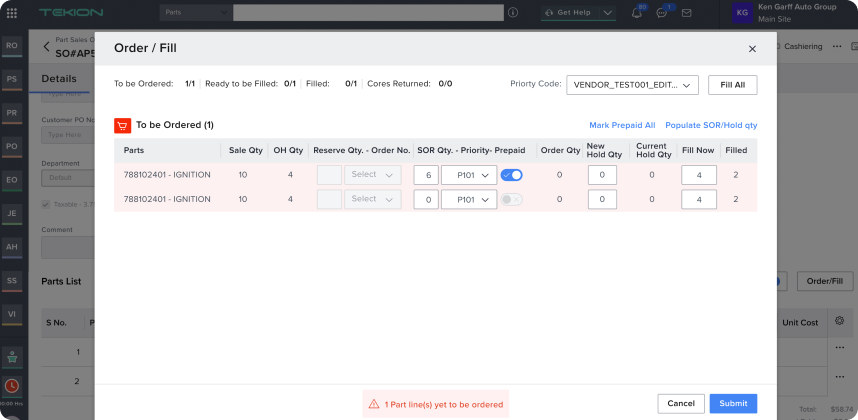 TEKION
Parts
Get Help
80
1
KG
Ken Garff Auto Group
Main Site
RO
PS
PR
PO
EO
JE
AH
SS
VI
Part Sales O
SO#AP5
Cashiering
Details
Type Here
Customer PO No
Type Here
Department
Default
Taxable - 3.7
Comment
Parts List
Order/Fill
S No.
P
Unit Cost
1
2
Total:
$58.74
Order / Fill
To be Ordered: 1/1 Ready to be Filled: 0/1 Filled: 0/1 Cores Returned: 0/0
Priorty Code: VENDOR_TEST001_EDIT... Fill All
To be Ordered (1)
Mark Prepaid All Populate SOR/Hold qty
Parts Sale Qty OH Qty Reserve Qty. - Order No. SOR Qty. - Priority- Prepaid Order Qty New Hold Qty Current Hold Qty Fill Now Filled
788102401 - IGNITION 10 4 Select 6 P101 0 0 0 4 2
788102401 - IGNITION 10 4 Select 0 P101 0 0 0 4 2
1 Part line(s) yet to be ordered
Cancel
Submit